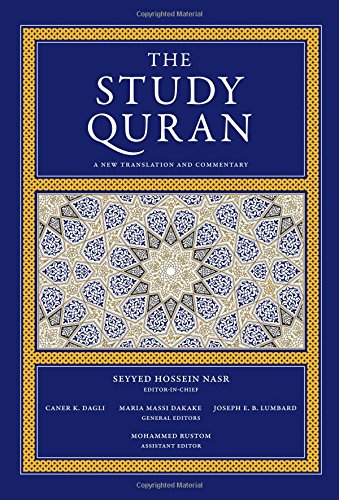 Copyrighted Material
THE
STUDY
QURAN
A NEW TRANSLATION AND COMMENTARY
SEYYED HOSSEIN NASR
EDITOR-IN-CHIEF
CANER K. DAGLI MARIA MASSI DAKAKE JOSEPH E. B. LUMBARD
GENERAL EDITORS
MOHAMMED RUSTOM
ASSISTANT EDITOR
Copyrighted Material